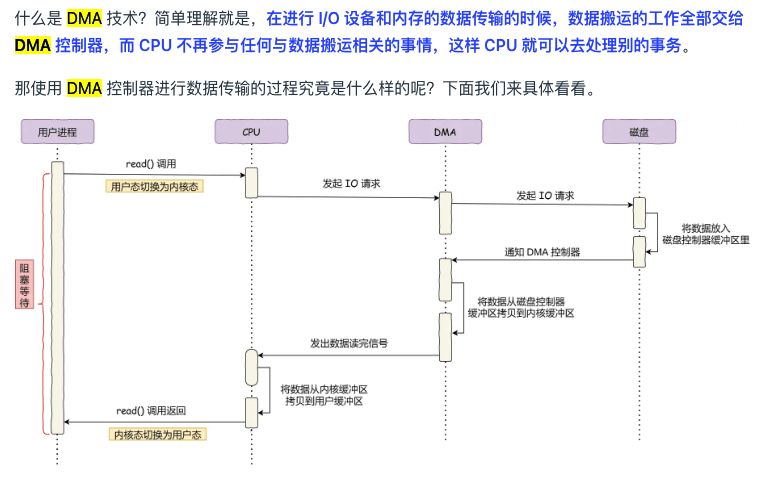 什么是 DMA 技术？简单理解就是，在进行 I/O 设备和内存的数据传输的时候，数据搬运的工作全部交给
DMA 控制器，而 CPU 不再参与任何与数据搬运相关的事情，这样 CPU 就可以去处理别的事务。
那使用 DMA 控制器进行数据传输的过程究竟是什么样的呢？下面我们来具体看看。
用户进程
CPU
DMA
磁盘
read() 调用
用户态切换为内核态
发起 IO 请求
发起 IO 请求
将数据放入
磁盘控制器缓冲区里
通知 DMA 控制器
阻
塞
等
待
将数据从磁盘控制器
缓冲区拷贝到内核缓冲区
发出数据读完信号
将数据从内核缓冲区
拷贝到用户缓冲区
read() 调用返回
内核态切换为用户态